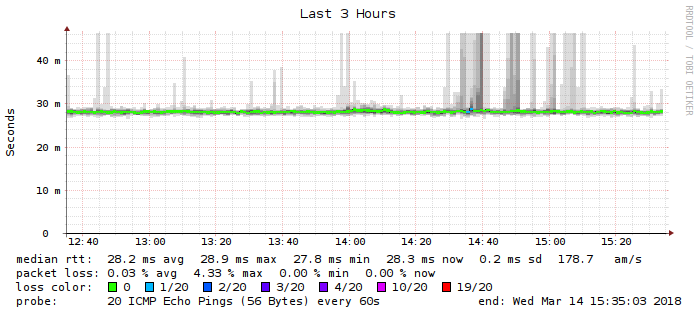 Last 3 Hours
RRDTOOL / TOBI OETIKER
Seconds
40 m
30 m
20 m
10 m
0
12:40 13:00 13:20 13:40 14:00 14:20 14:40 15:00 15:20
median rtt: 28.2 ms avg 28.9 ms max 27.8 ms min 28.3 ms now 0.2 ms sd 178.7 am/s
packet loss: 0.03 % avg 4.33 % max 0.00 % min 0.00 % now
loss color: 0 1/20 2/20 3/20 4/20 10/20 19/20
probe: 20 ICMP Echo Pings (56 Bytes) every 60s end: Wed Mar 14 15:35:03 2018